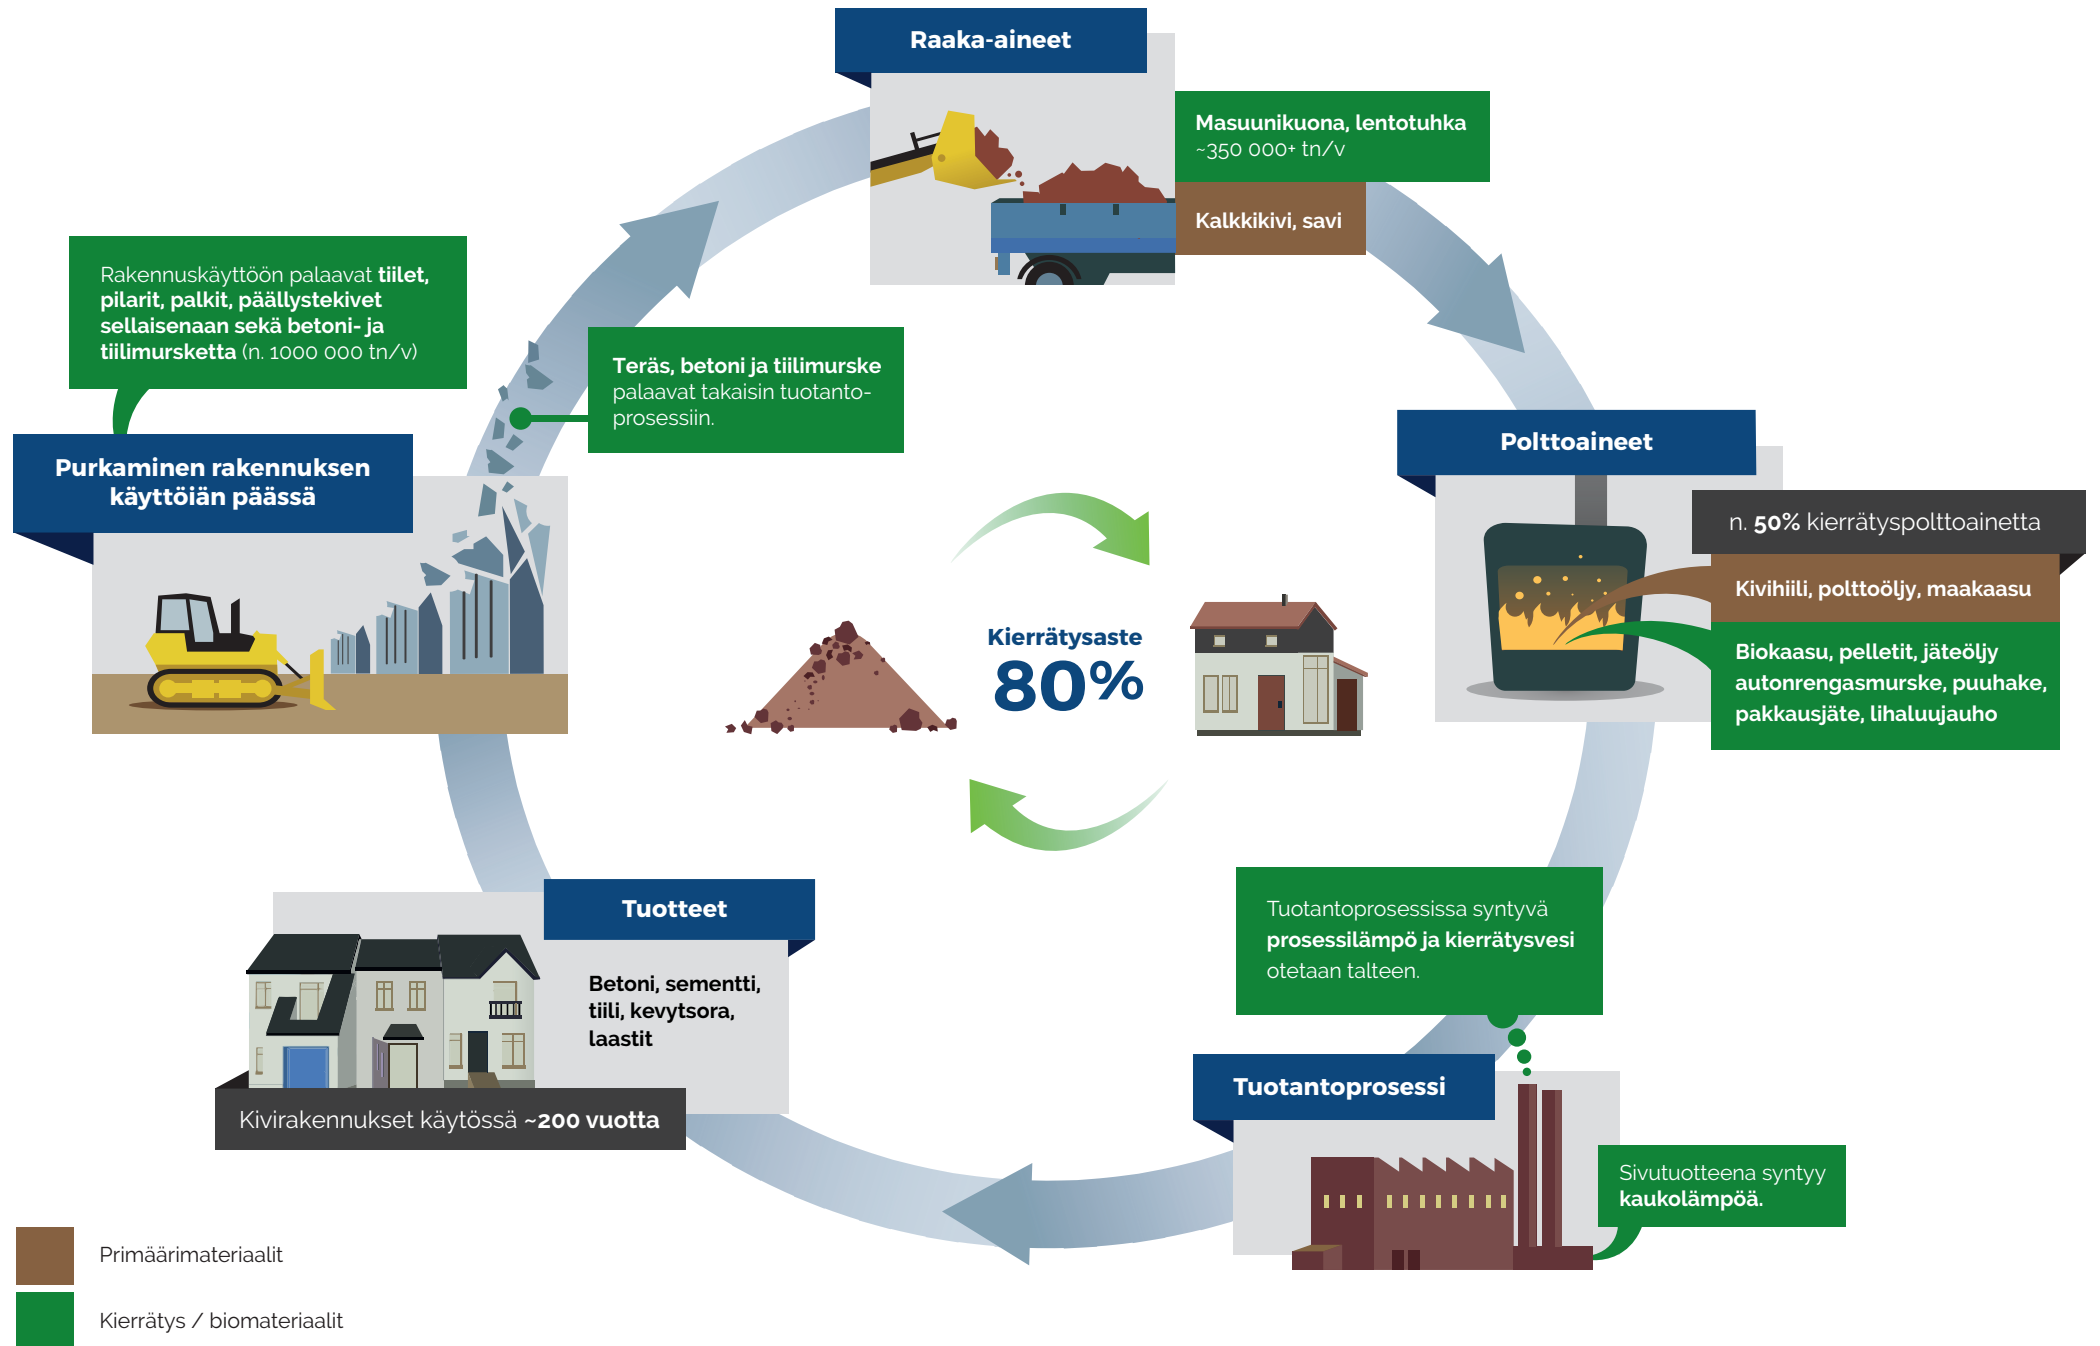 Raaka-aineet
Masuunikuona, lentotuhka
~350 000+ tn/v
Kalkkikivi, savi
Rakennuskäyttöön palaavat tiilet,
pilarit, palkit, päällystekivet
sellaisenaan sekä betoni- ja
tiilimursketta (n. 1000 000 tn/v)
Teräs, betoni ja tiilimurske
palaavat takaisin tuotanto-
prosessiin.
Purkaminen rakennuksen
käyttöiän päässä
Polttoaineet
n. 50% kierrätyspolttoainetta
Kivihiili, polttoöljy, maakaasu
Biokaasu, pelletit, jäteöljy
autonrengasmurske, puuhake,
pakkausjäte, lihaluujauho
Kierrätysaste
80%
Tuotantoprosessissa syntyvä
prosessilämpö ja kierrätysvesi
otetaan talteen.
Tuotantoprosessi
Sivutuotteena syntyy
kaukolämpöä.
Tuotteet
Betoni, sementti,
tiili, kevytsora,
laastit
Kivirakennukset käytössä ~200 vuotta
Primäärimateriaalit
Kierrätys / biomateriaalit